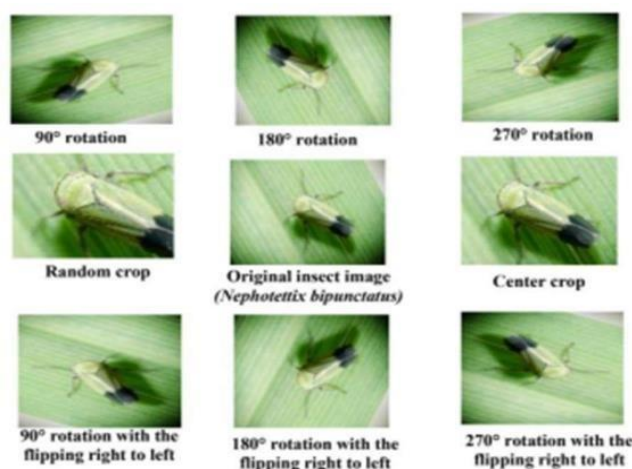 90° rotation
180° rotation
270° rotation
Random crop
Original insect image
(Nephotettix bipunctatus)
Center crop
90° rotation with the
flipping right to left
180° rotation with the
flipping right to left
270° rotation with the
flipping right to left